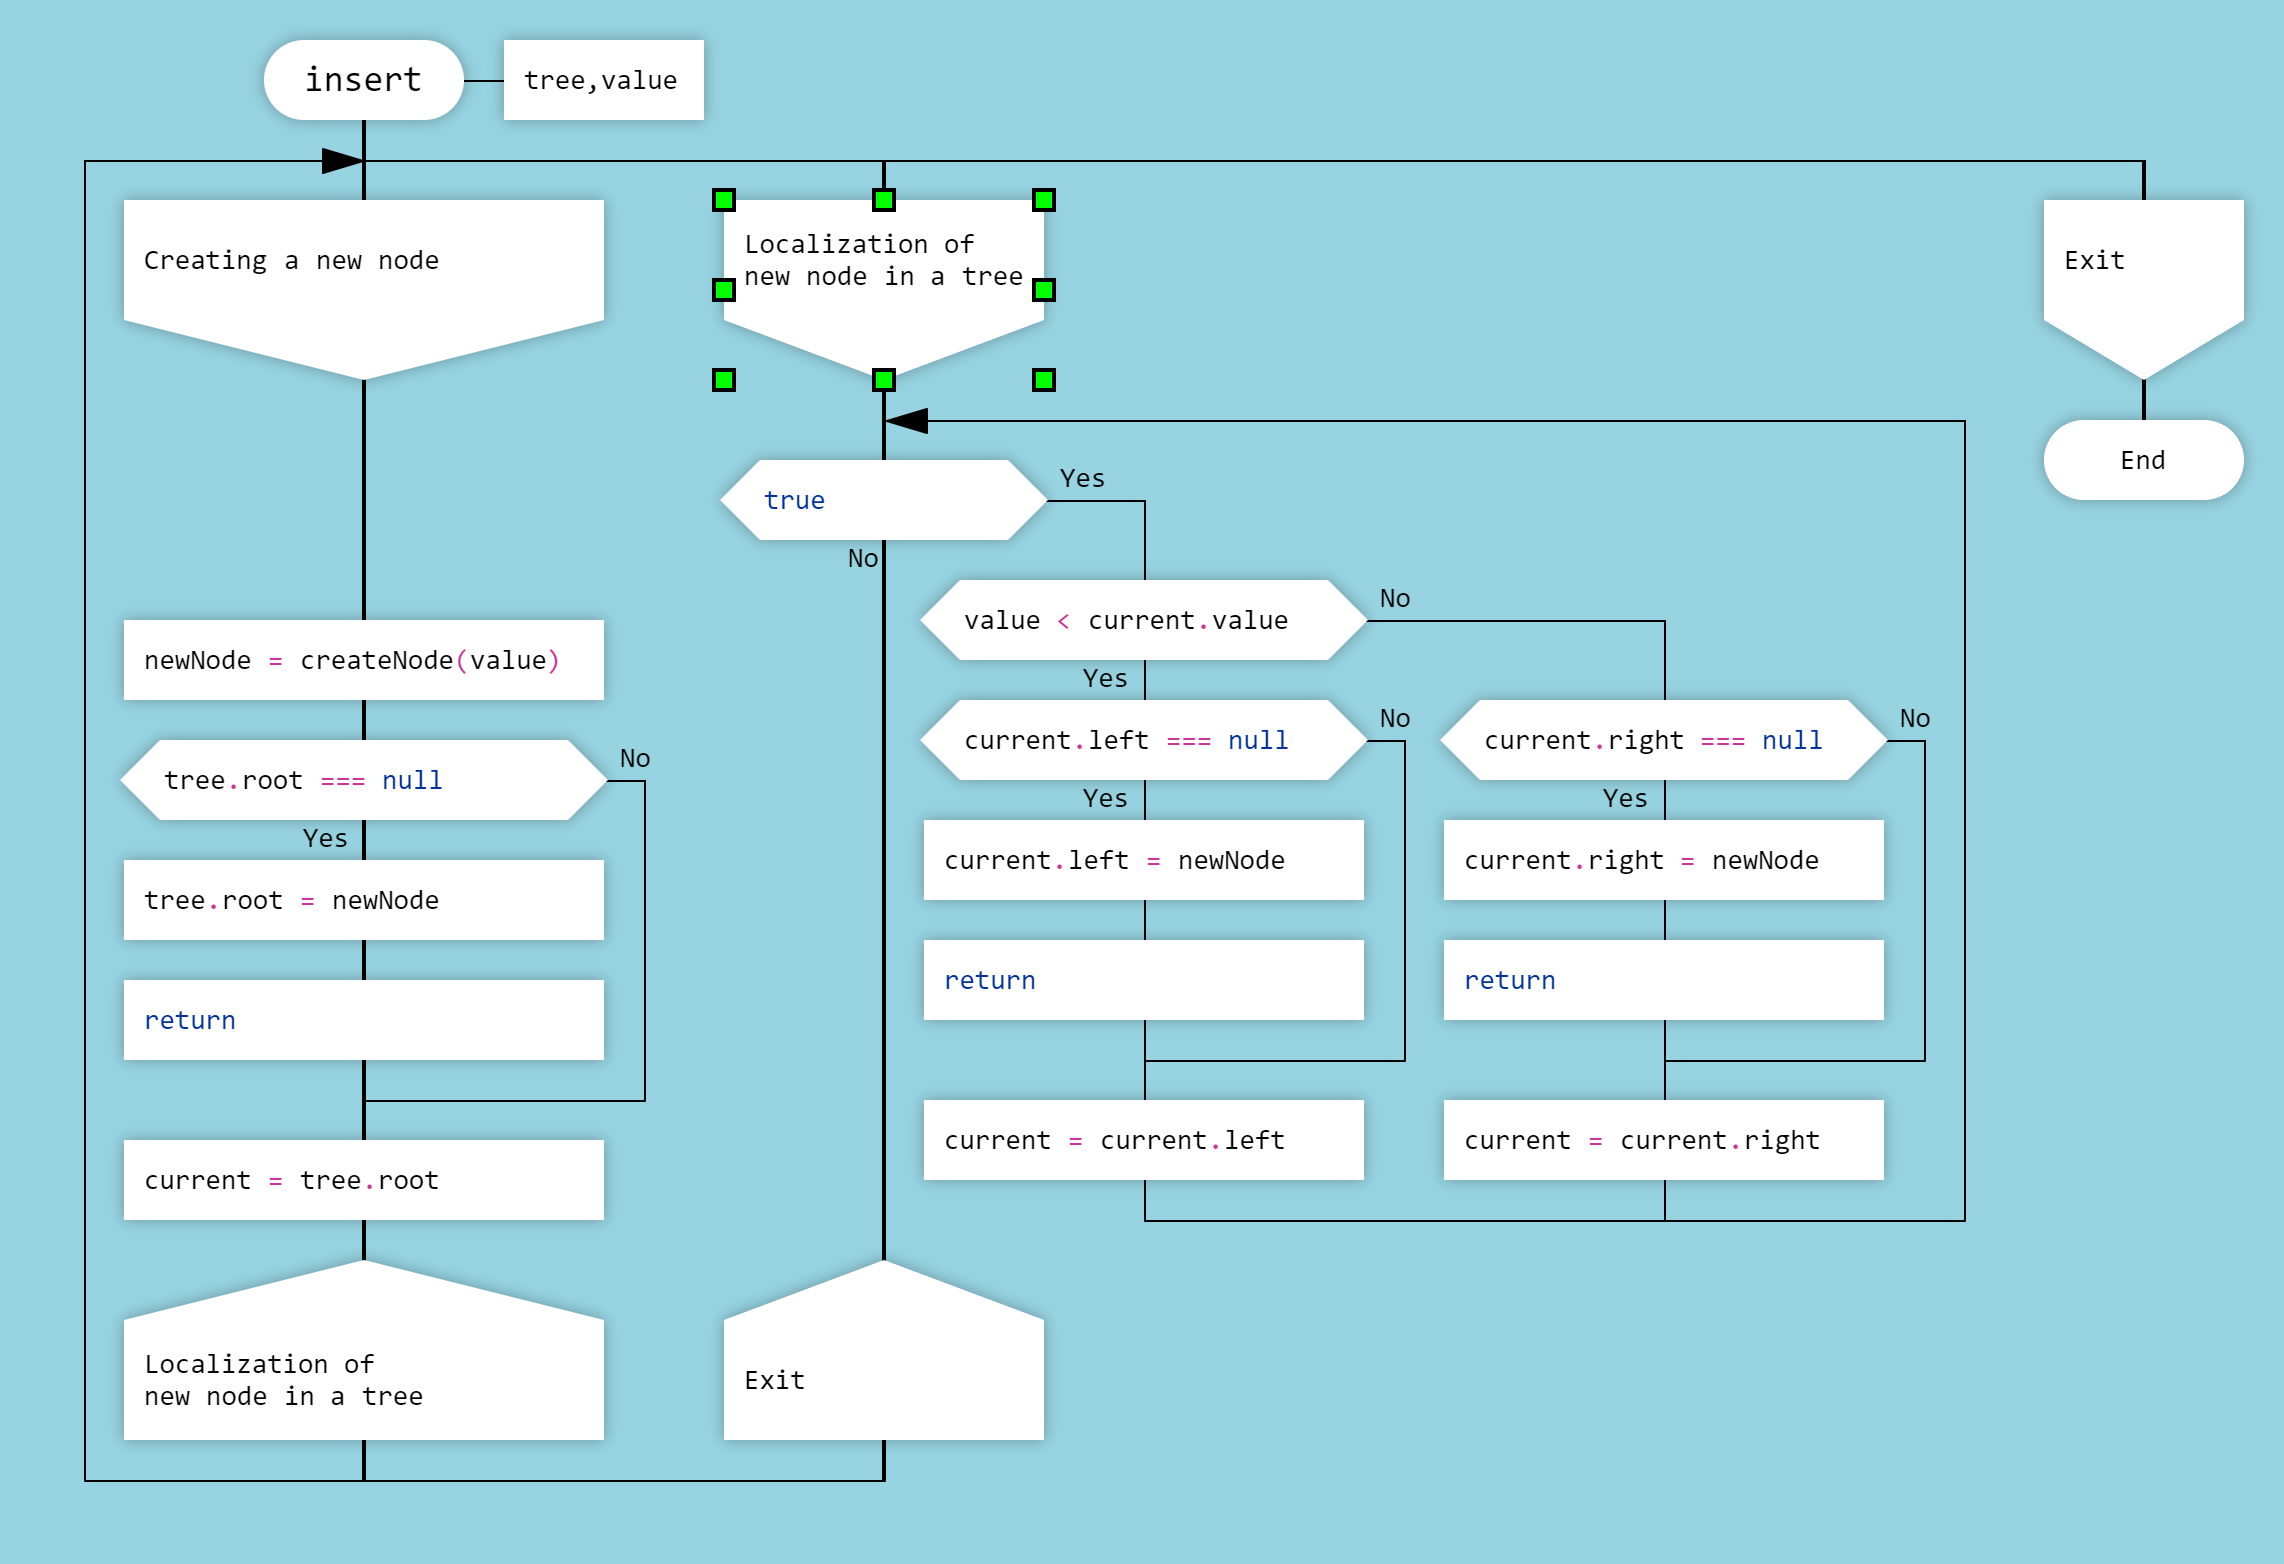 insert
tree,value
Creating a new node
newNode = createNode(value)
tree.root === null
No
Yes
tree.root = newNode
return
current = tree.root
Localization of
new node in a tree
Localization of
new node in a tree
true
Yes
No
value < current.value
No
Yes
current.left === null
No
Yes
current.left = newNode
return
current = current.left
current.right === null
No
Yes
current.right = newNode
return
current = current.right
Exit
Exit
End